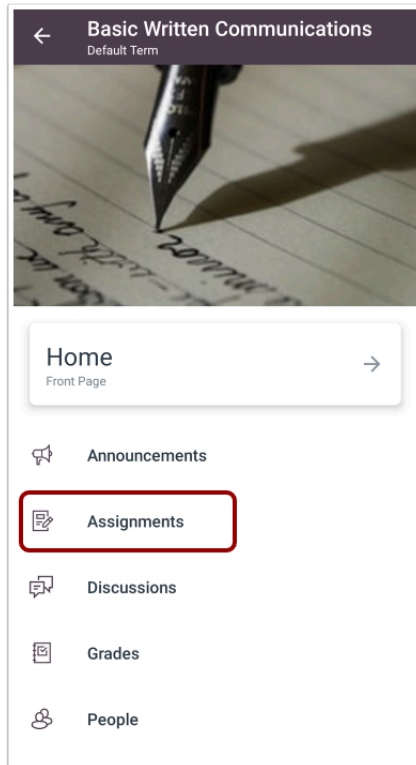 Basic Written Communications
Default Term
Home
Front Page
Announcements
Assignments
Discussions
Grades
People